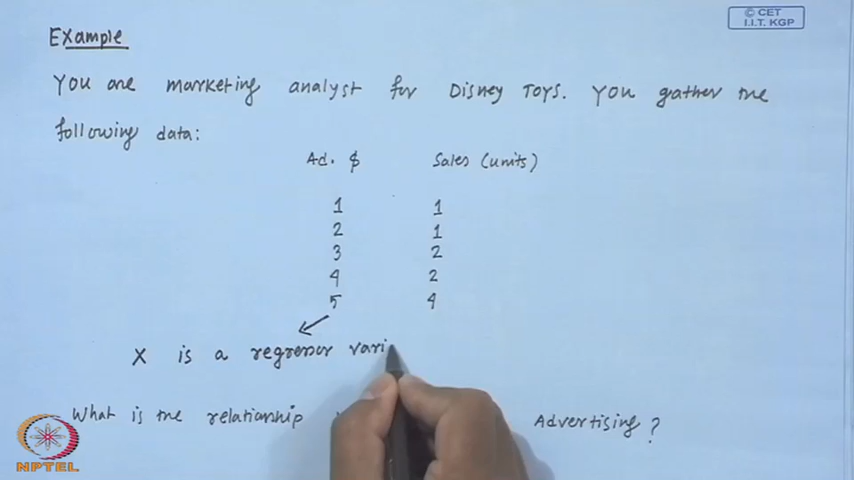 © CET
I.I.T. KGP
Example
You are marketing analyst for Disney Toys. You gather the
following data:
Ad. $ Sales (units)
1 1
2 1
3 2
4 2
5 4
X is a regressor vari
What is the relationship Advertising?
NPTEL